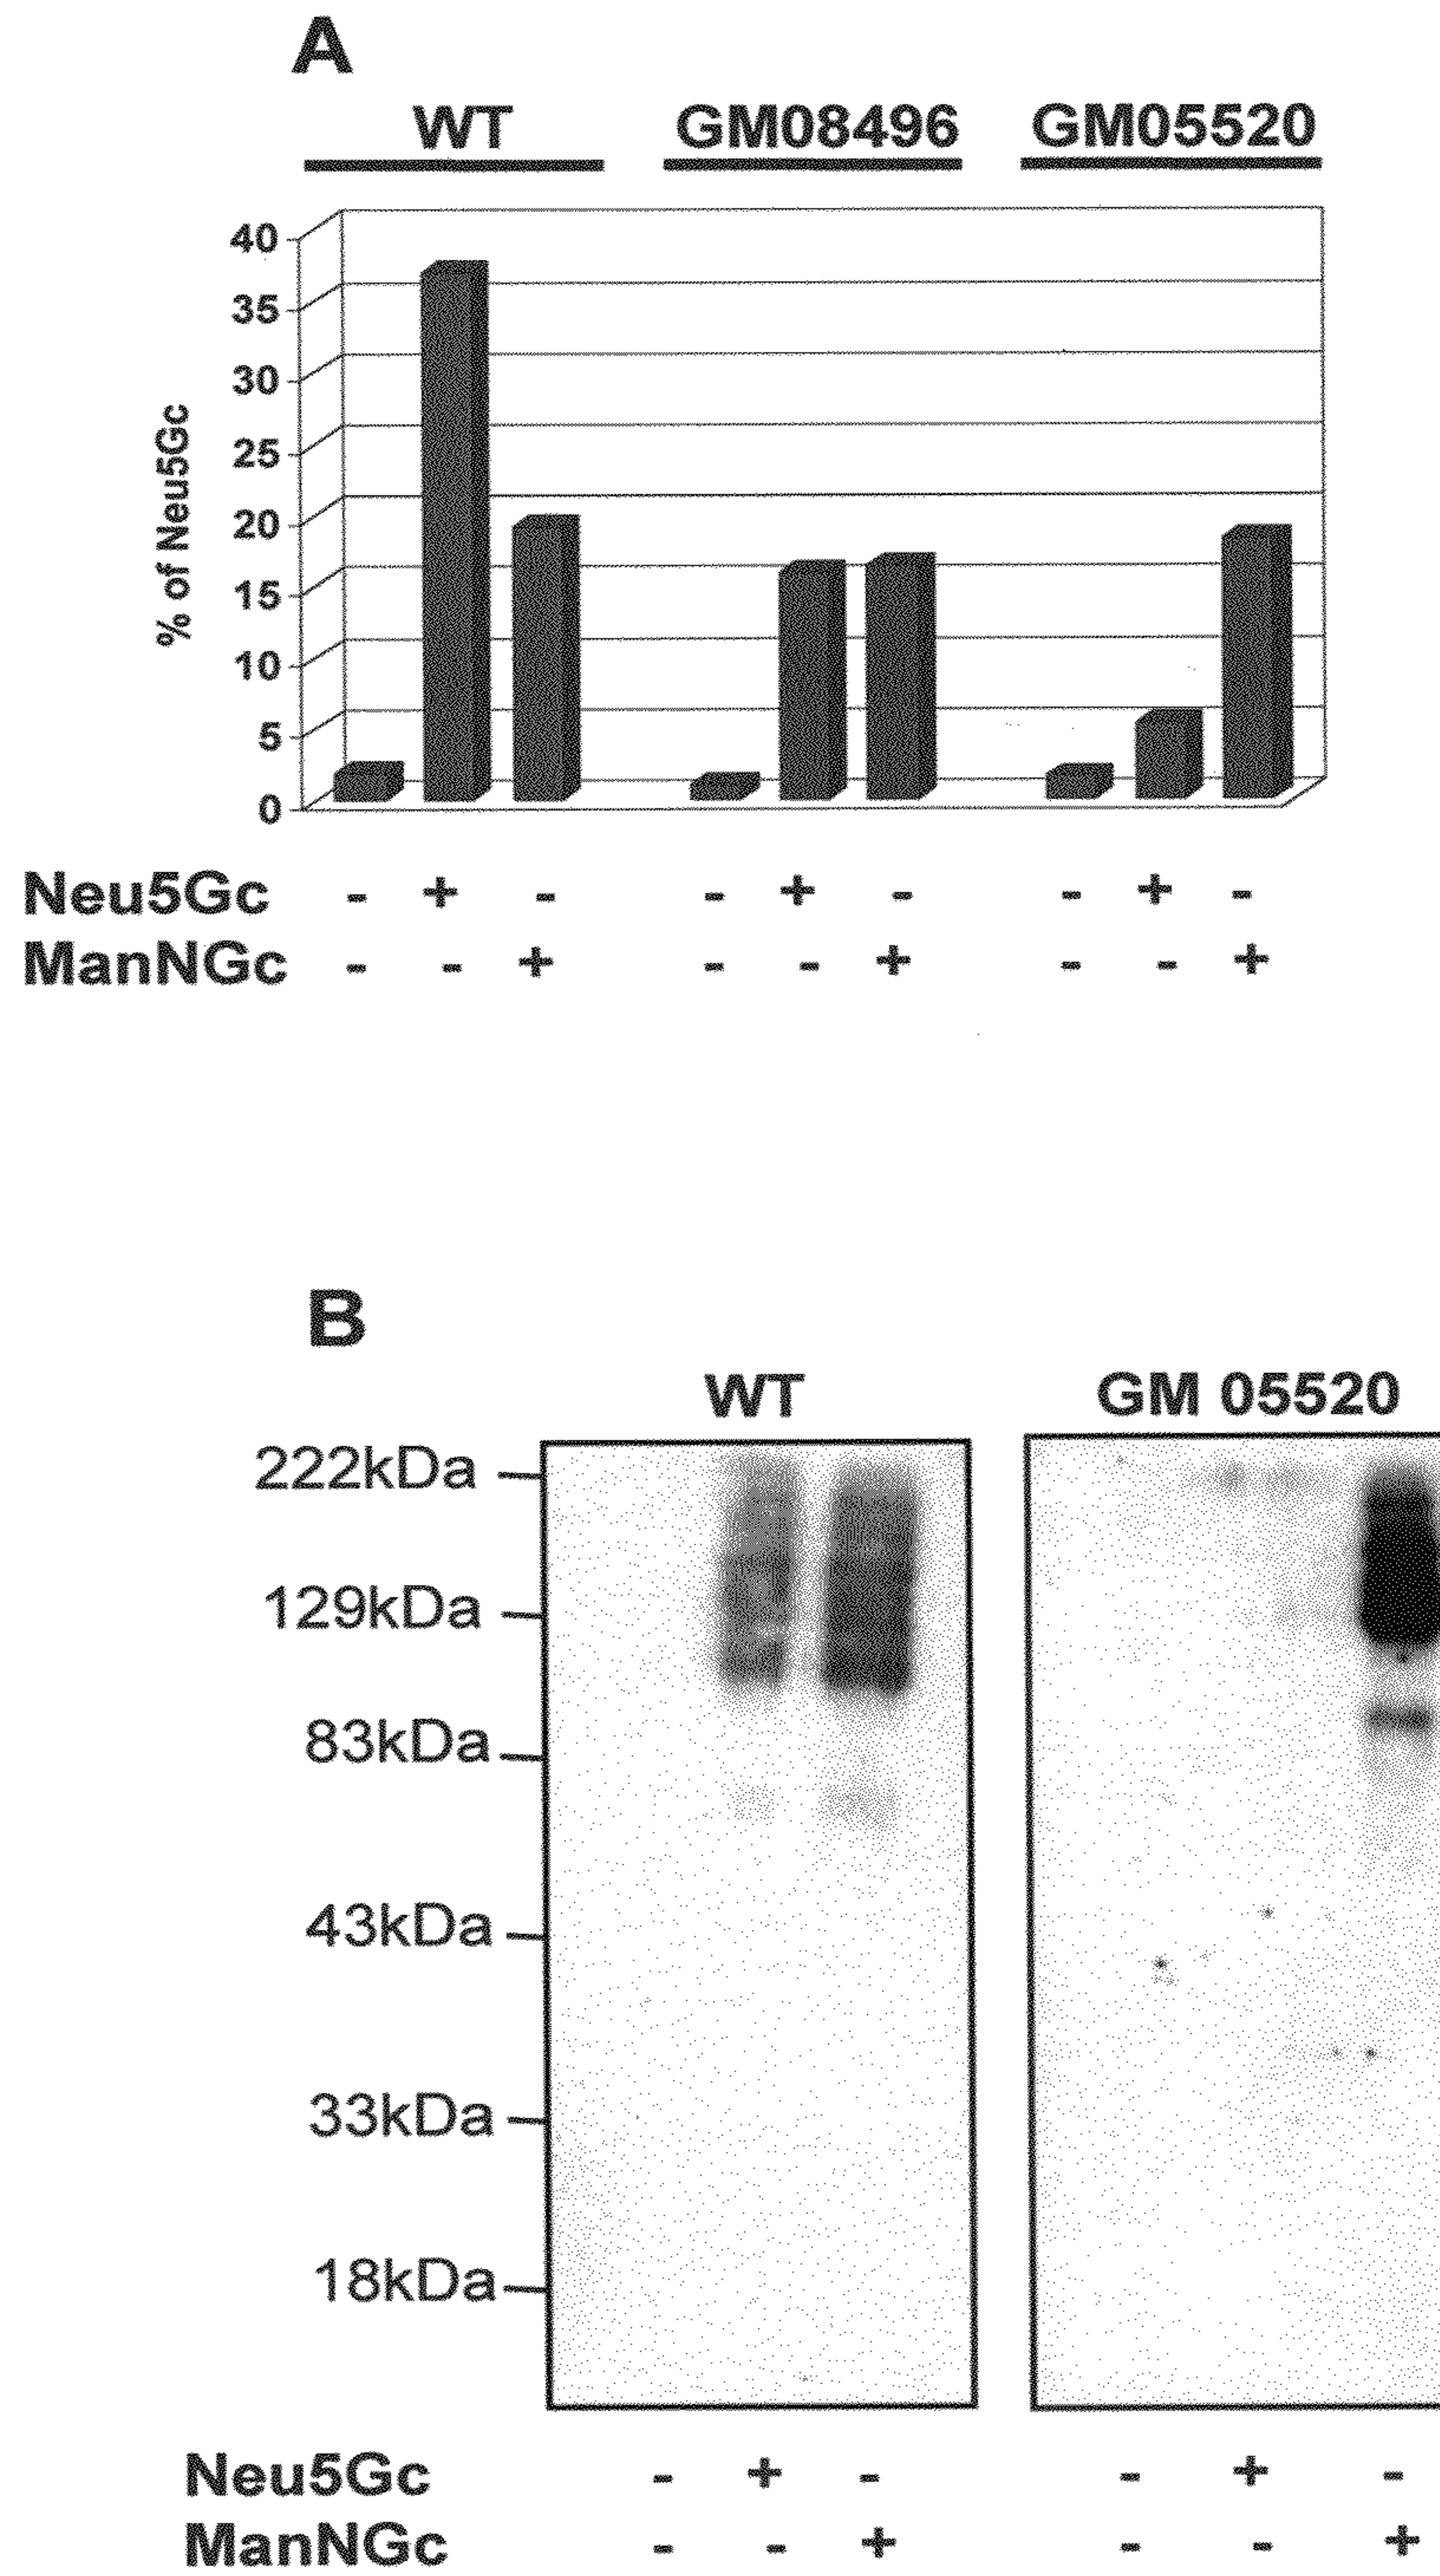 A
WT GM08496 GM05520
40
35
30
25
20
15
10
5
0
% of Neu5Gc
Neu5Gc - + - - + - - + -
ManNGc - - + - - + - - +
B
WT GM 05520
222kDa
129kDa
83kDa
43kDa
33kDa
18kDa
Neu5Gc - + - - + -
ManNGc - - + - - +